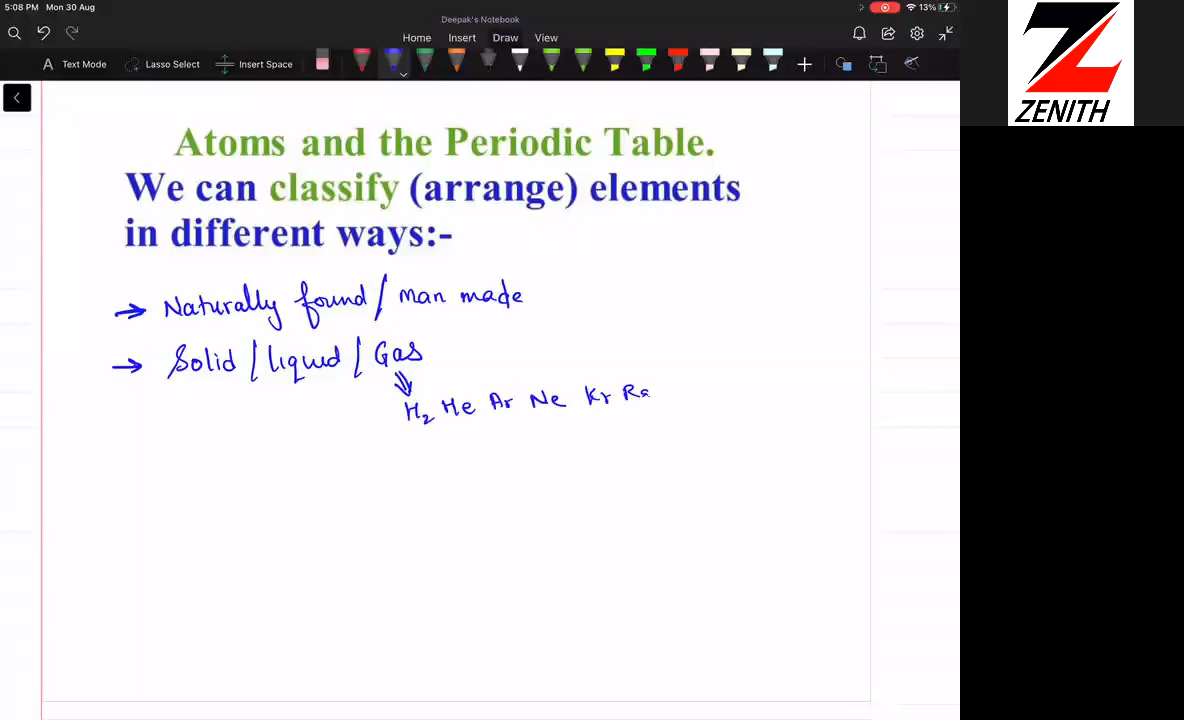 5:08 PM Mon 30 Aug
13%
Deepak's Notebook
Home Insert Draw View
Text Mode Lasso Select Insert Space
ZENITH
Atoms and the Periodic Table.
We can classify (arrange) elements
in different ways:-
→ Naturally found / man made
→ Solid / liquid / Gas
H₂ He Ar Ne Kr